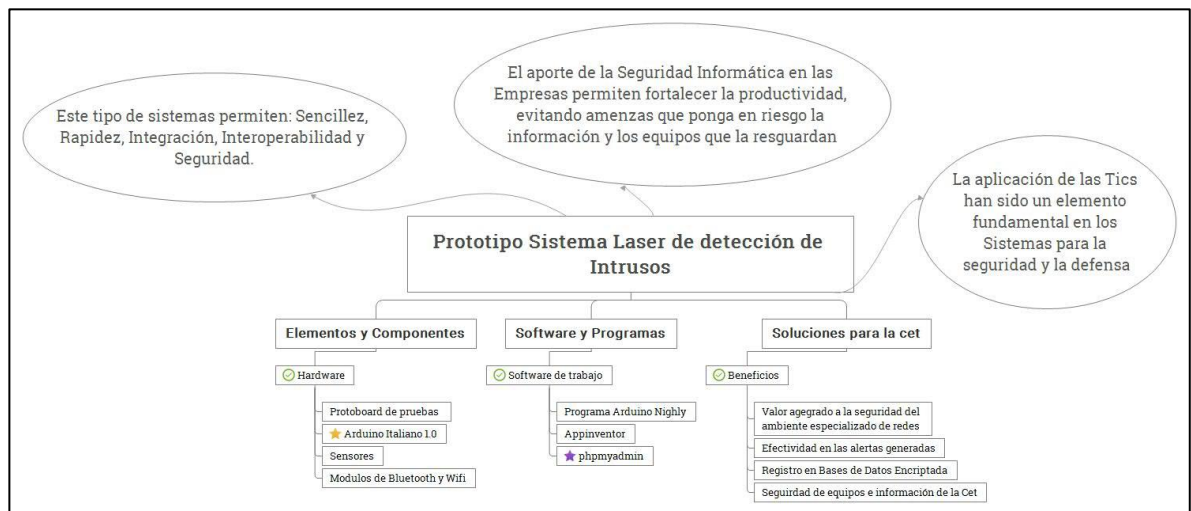 El aporte de la Seguridad Informática en las
Empresas permiten fortalecer la productividad,
evitando amenzas que ponga en riesgo la
información y los equipos que la resguardan
Este tipo de sistemas permiten: Sencillez,
Rapidez, Integración, Interoperabilidad y
Seguridad.
La aplicación de las Tics
han sido un elemento
fundamental en los
Sistemas para la
seguridad y la defensa
Prototipo Sistema Laser de detección de
Intrusos
Elementos y Componentes
Hardware
Protoboard de pruebas
Arduino Italiano 1.0
Sensores
Modulos de Bluetooth y Wifi
Software y Programas
Software de trabajo
Programa Arduino Nighly
Appinventor
phpmyadmin
Soluciones para la cet
Beneficios
Valor agegrado a la seguridad del
ambiente especializado de redes
Efectividad en las alertas generadas
Registro en Bases de Datos Encriptada
Seguirdad de equipos e información de la Cet